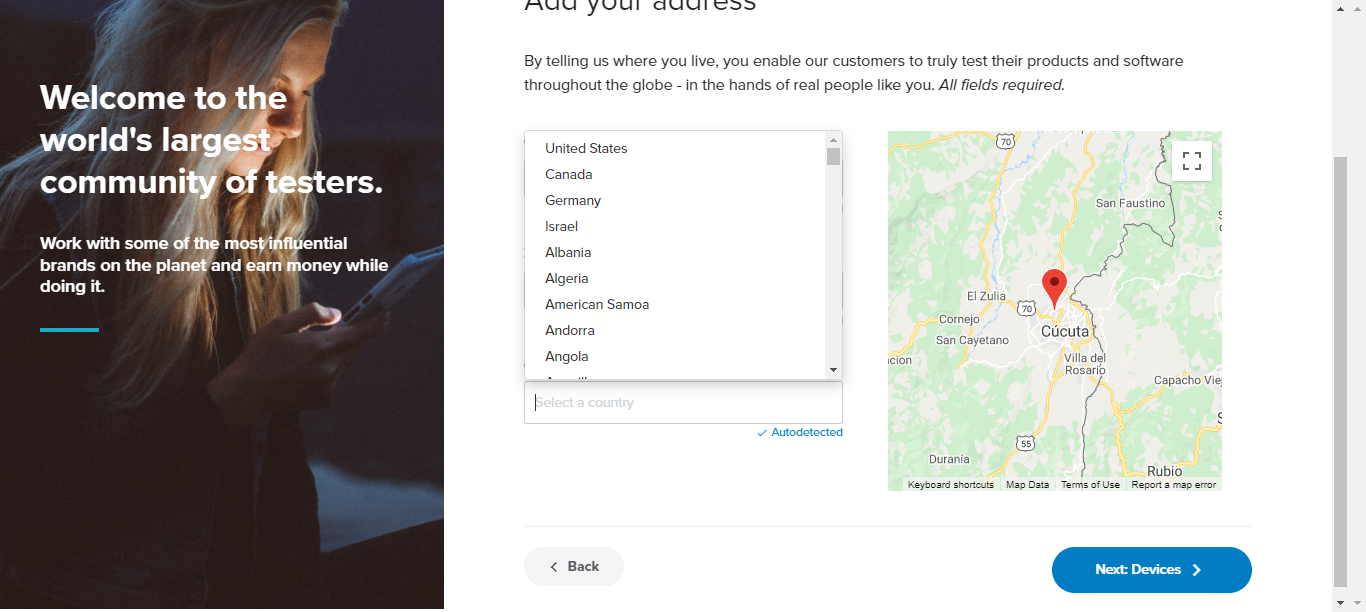 Add your address
Welcome to the
world's largest
community of testers.
Work with some of the most influential
brands on the planet and earn money while
doing it.
By telling us where you live, you enable our customers to truly test their products and software
throughout the globe - in the hands of real people like you. All fields required.
United States
Canada
Germany
Israel
Albania
Algeria
American Samoa
Andorra
Angola
Select a country
Autodetected
70
San Faustino
El Zulia
70
Cornejo
Cúcuta
San Cayetano
Villa del
Rosario
Capacho Vie
55
Duranía
Rubio
Keyboard shortcuts
Map Data
Terms of Use
Report a map error
Back
Next: Devices